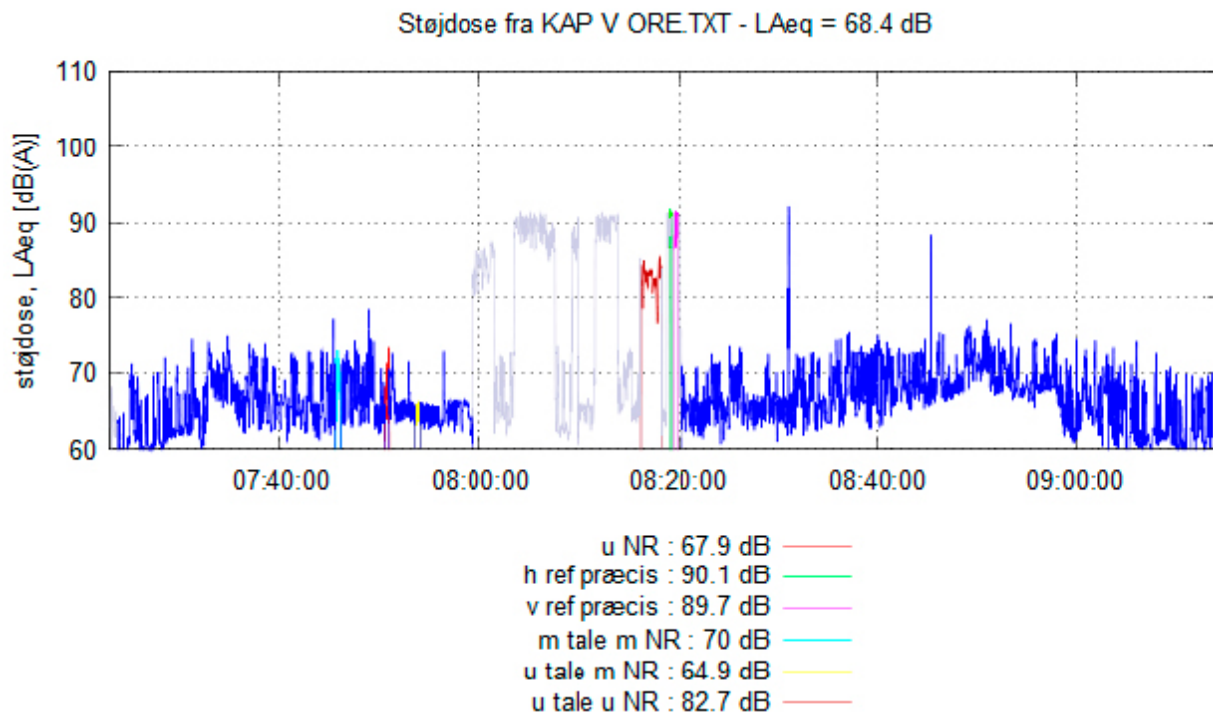 Støjdose fra KAP V ORE.TXT - LAeq = 68.4 dB
støjdose, LAeq [dB(A)]
110
100
90
80
70
60
07:40:00 08:00:00 08:20:00 08:40:00 09:00:00
u NR : 67.9 dB
h ref præcis : 90.1 dB
v ref præcis : 89.7 dB
m tale m NR : 70 dB
u tale m NR : 64.9 dB
u tale u NR : 82.7 dB